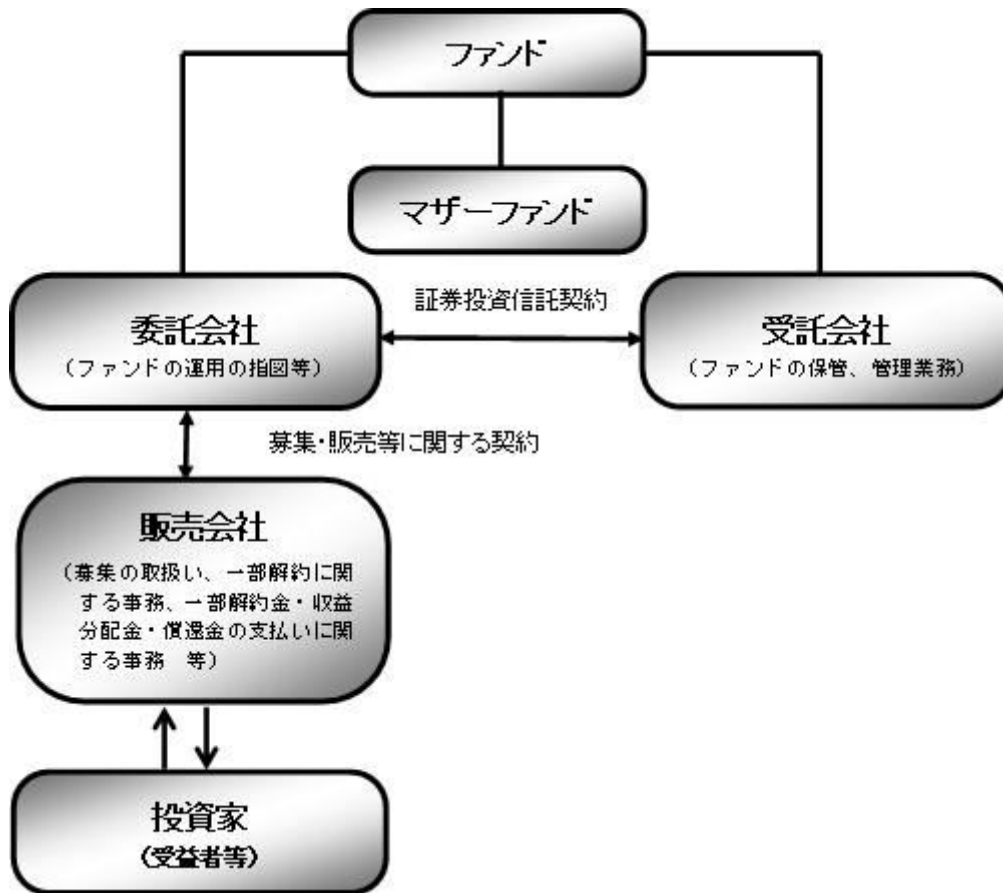 ファンド
マザーファンド
委託会社
（ファンドの運用の指図等）
証券投資信託契約
受託会社
（ファンドの保管、管理業務）
募集・販売等に関する契約
販売会社
（募集の取扱い、一部解約に関
する事務、一部解約金・収益
分配金・償還金の支払いに関
する事務　等）
投資家
（受益者等）